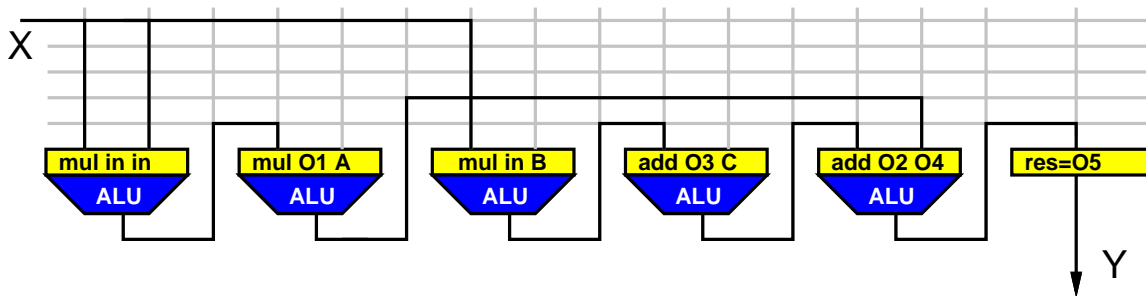 X
mul in in
mul O1 A
mul in B
add O3 C
add O2 O4
res=O5
ALU
ALU
ALU
ALU
ALU
Y